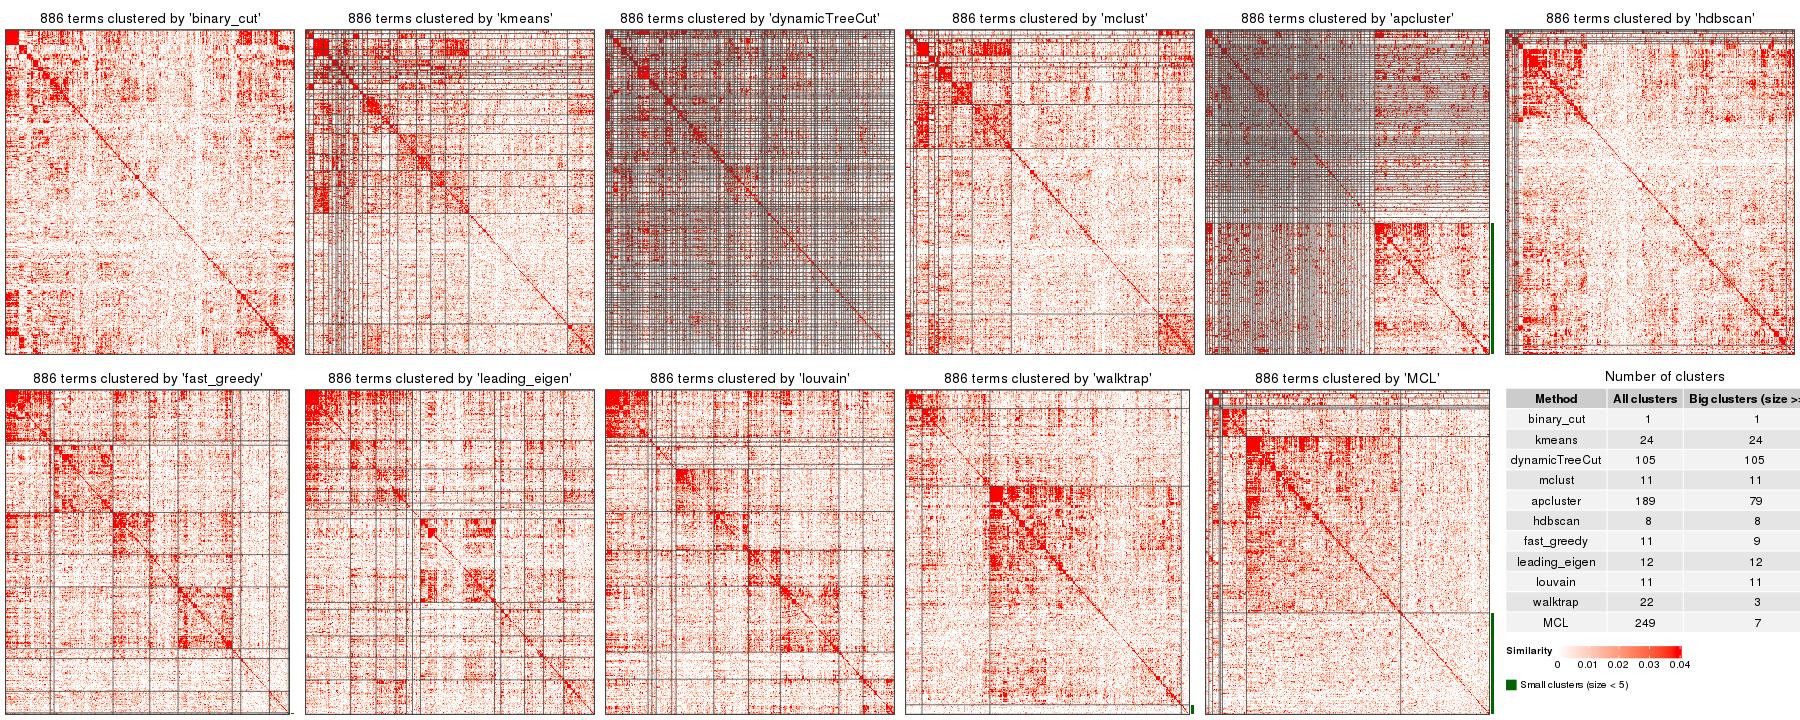 886 terms clustered by 'binary_cut'
886 terms clustered by 'kmeans'
886 terms clustered by 'dynamicTreeCut'
886 terms clustered by 'mclust'
886 terms clustered by 'apcluster'
886 terms clustered by 'hdbscan'
886 terms clustered by 'fast_greedy'
886 terms clustered by 'leading_eigen'
886 terms clustered by 'louvain'
886 terms clustered by 'walktrap'
886 terms clustered by 'MCL'
Number of clusters
Method All clusters Big clusters (size >
binary_cut 1 1
kmeans 24 24
dynamicTreeCut 105 105
mclust 11 11
apcluster 189 79
hdbscan 8 8
fast_greedy 11 9
leading_eigen 12 12
louvain 11 11
walktrap 22 3
MCL 249 7
Similarity
0 0.01 0.02 0.03 0.04
Small clusters (size < 5)